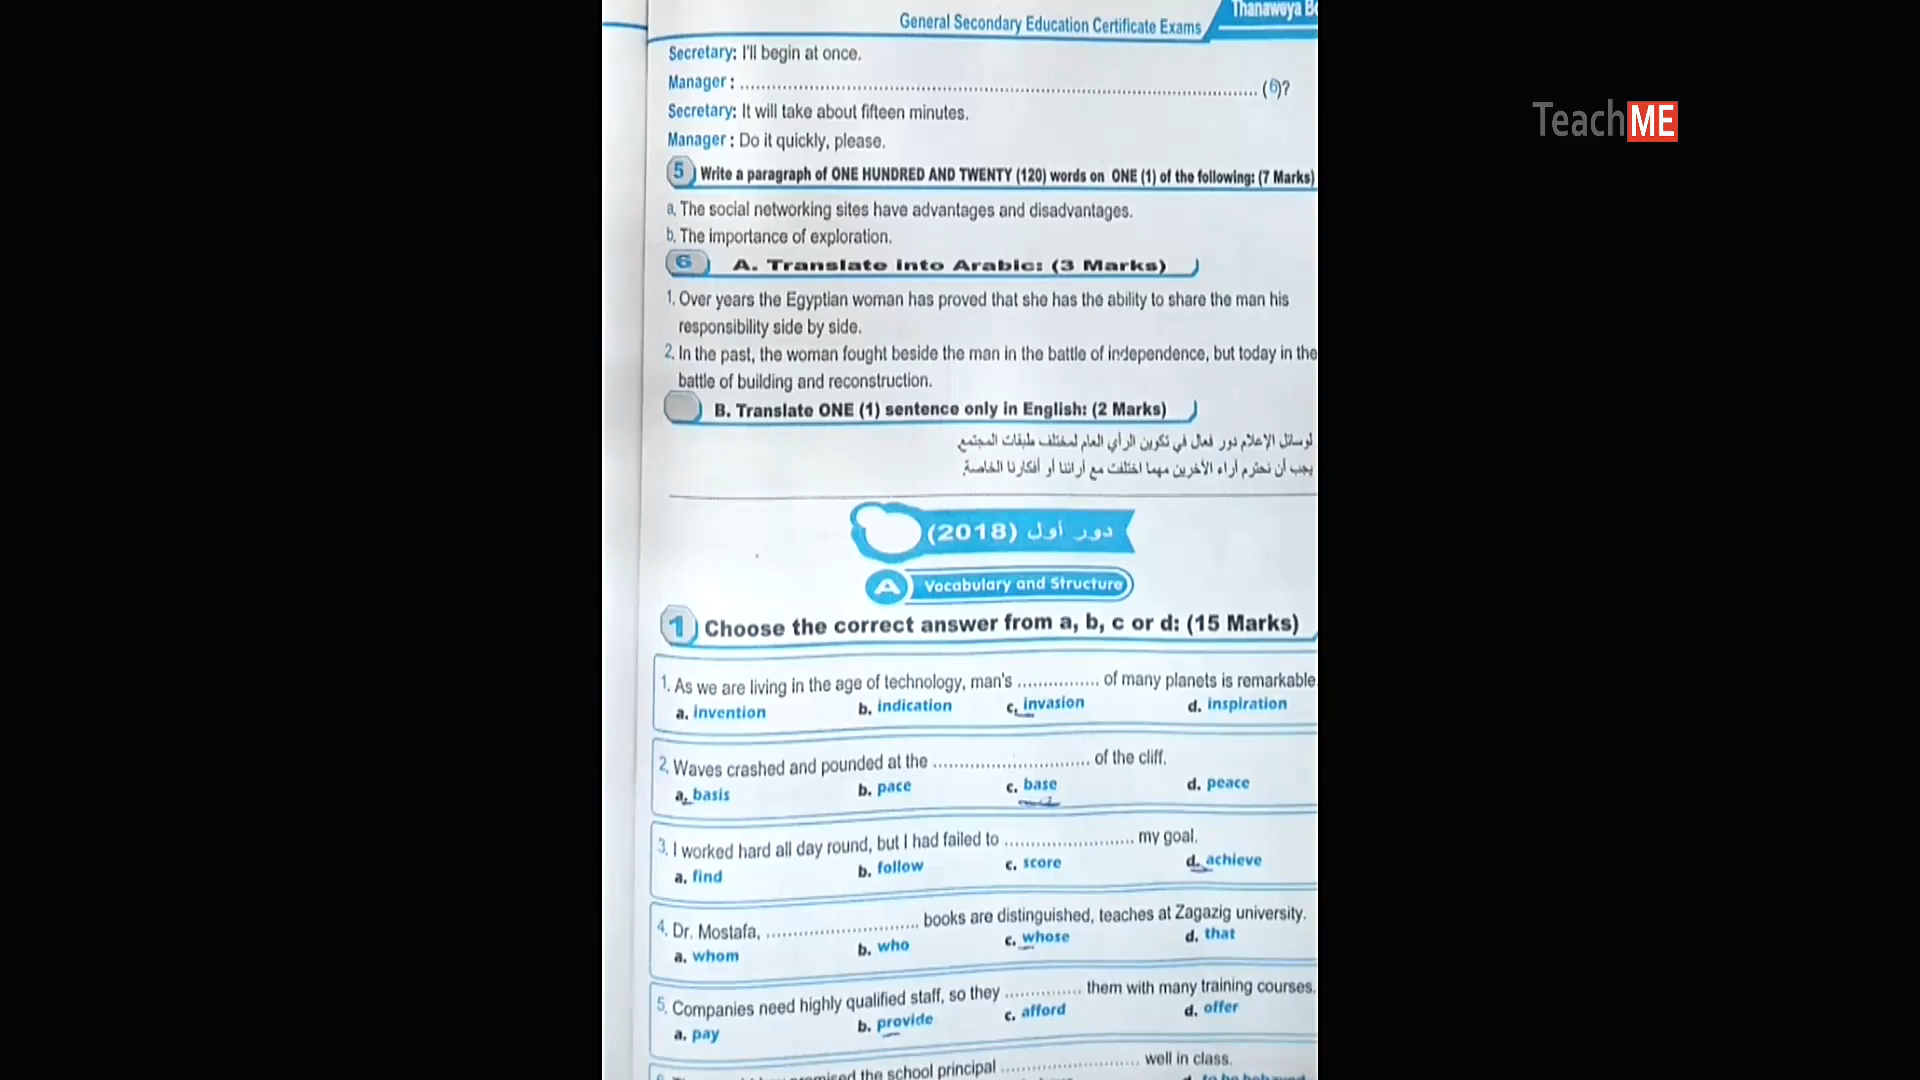 Thanaweya
General Secondary Education Certificate Exams
TeachME
Secretary: I'll begin at once.
Manager : .......... (6)?
Secretary: It will take about fifteen minutes.
Manager : Do it quickly, please.
5 Write a paragraph of ONE HUNDRED AND TWENTY (120) words on ONE (1) of the following: (7 Marks)
a. The social networking sites have advantages and disadvantages.
b. The importance of exploration.
6 A. Translate into Arabic: (3 Marks)
1. Over years the Egyptian woman has proved that she has the ability to share the man his
responsibility side by side.
2. In the past, the woman fought beside the man in the battle of independence, but today in the
battle of building and reconstruction.
B. Translate ONE (1) sentence only in English: (2 Marks)
لوسائل الإعلام دور فعال في تكوين الرأي العام لمختلف طبقات المجتمع
يجب أن نحترم أراء الآخرين مهما اختلفت مع أرائنا أو أفكارنا الخاصة.
دور أول (2018)
A Vocabulary and Structure
1 Choose the correct answer from a, b, c or d: (15 Marks)
1. As we are living in the age of technology, man's ............... of many planets is remarkable.
a. invention b. indication c. invasion d. inspiration
2. Waves crashed and pounded at the .............................. of the cliff.
a. basis b. pace c. base d. peace
3. I worked hard all day round, but I had failed to ......................... my goal.
a. find b. follow c. score d. achieve
4. Dr. Mostafa, .............................. books are distinguished, teaches at Zagazig university.
a. whom b. who c. whose d. that
5. Companies need highly qualified staff, so they ............... them with many training courses.
a. pay b. provide c. afford d. offer
the school principal ........................... well in class.